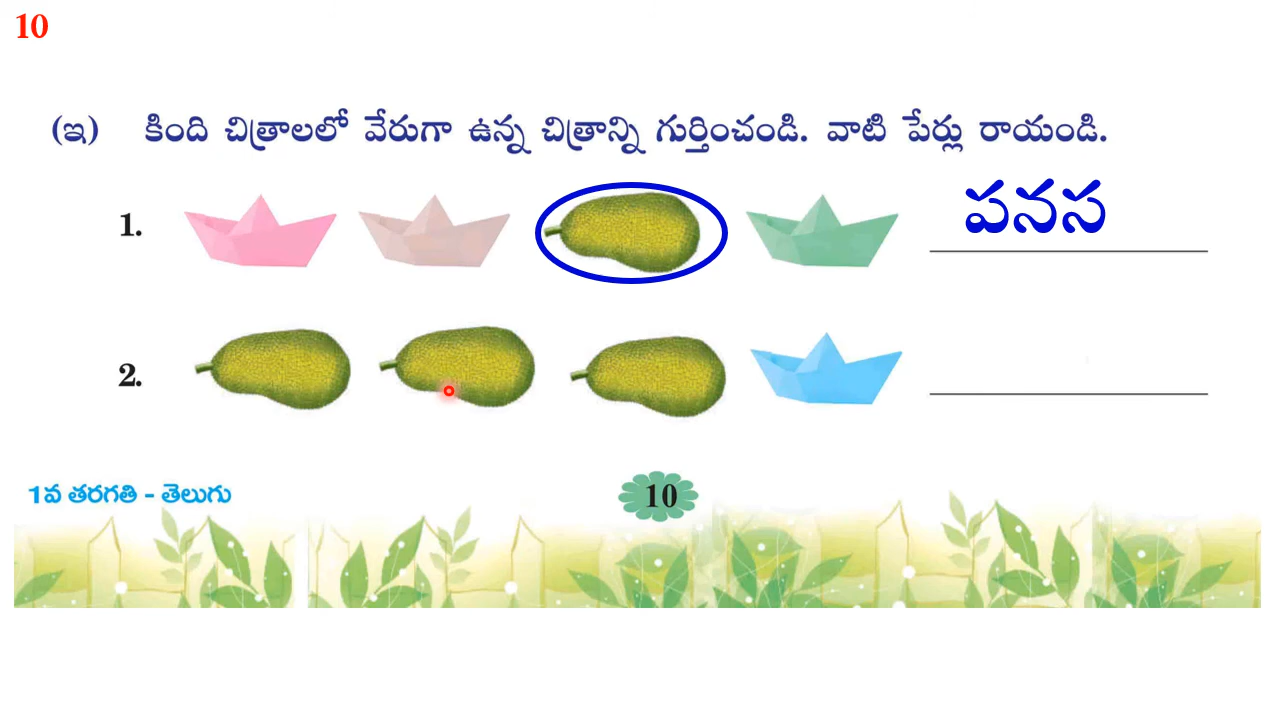 10
(ఇ) కింది చిత్రాలలో వేరుగా ఉన్న చిత్రాన్ని గుర్తించండి. వాటి పేర్లు రాయండి.
1. పనస
2.
1వ తరగతి - తెలుగు
10